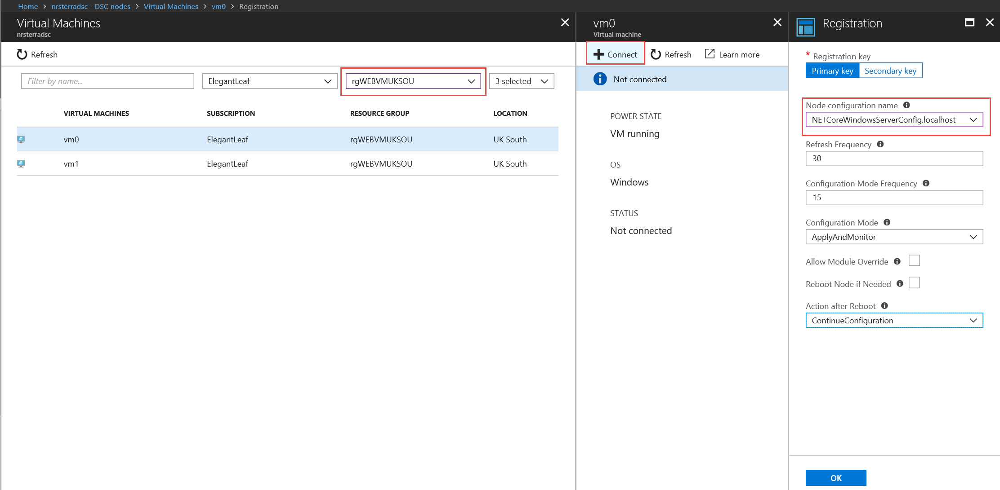 Home > nrsterradsc - DSC nodes > Virtual Machines > vm0 > Registration
Virtual Machines
nrsterradsc
Refresh
Filter by name...
ElegantLeaf
rgWEBVMUKSOU
3 selected
VIRTUAL MACHINES SUBSCRIPTION RESOURCE GROUP LOCATION
vm0 ElegantLeaf rgWEBVMUKSOU UK South
vm1 ElegantLeaf rgWEBVMUKSOU UK South
vm0
Virtual machine
Connect Refresh Learn more
Not connected
POWER STATE
VM running
OS
Windows
STATUS
Not connected
Registration
* Registration key
Primary key Secondary key
Node configuration name
NETCoreWindowsServerConfig.localhost
Refresh Frequency
30
Configuration Mode Frequency
15
Configuration Mode
ApplyAndMonitor
Allow Module Override
Reboot Node if Needed
Action after Reboot
ContinueConfiguration
OK